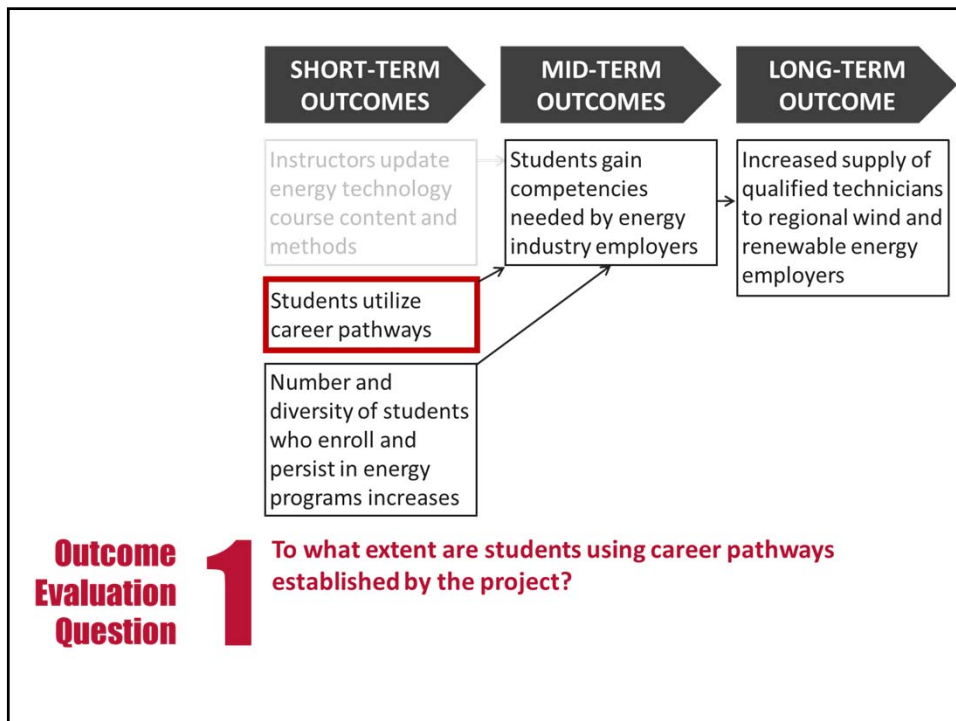 SHORT-TERM
OUTCOMES
MID-TERM
OUTCOMES
LONG-TERM
OUTCOME
Instructors update
energy technology
course content and
methods
Students gain
competencies
needed by energy
industry employers
Increased supply of
qualified technicians
to regional wind and
renewable energy
employers
Students utilize
career pathways
Number and
diversity of students
who enroll and
persist in energy
programs increases
Outcome
Evaluation
Question
1
To what extent are students using career pathways
established by the project?